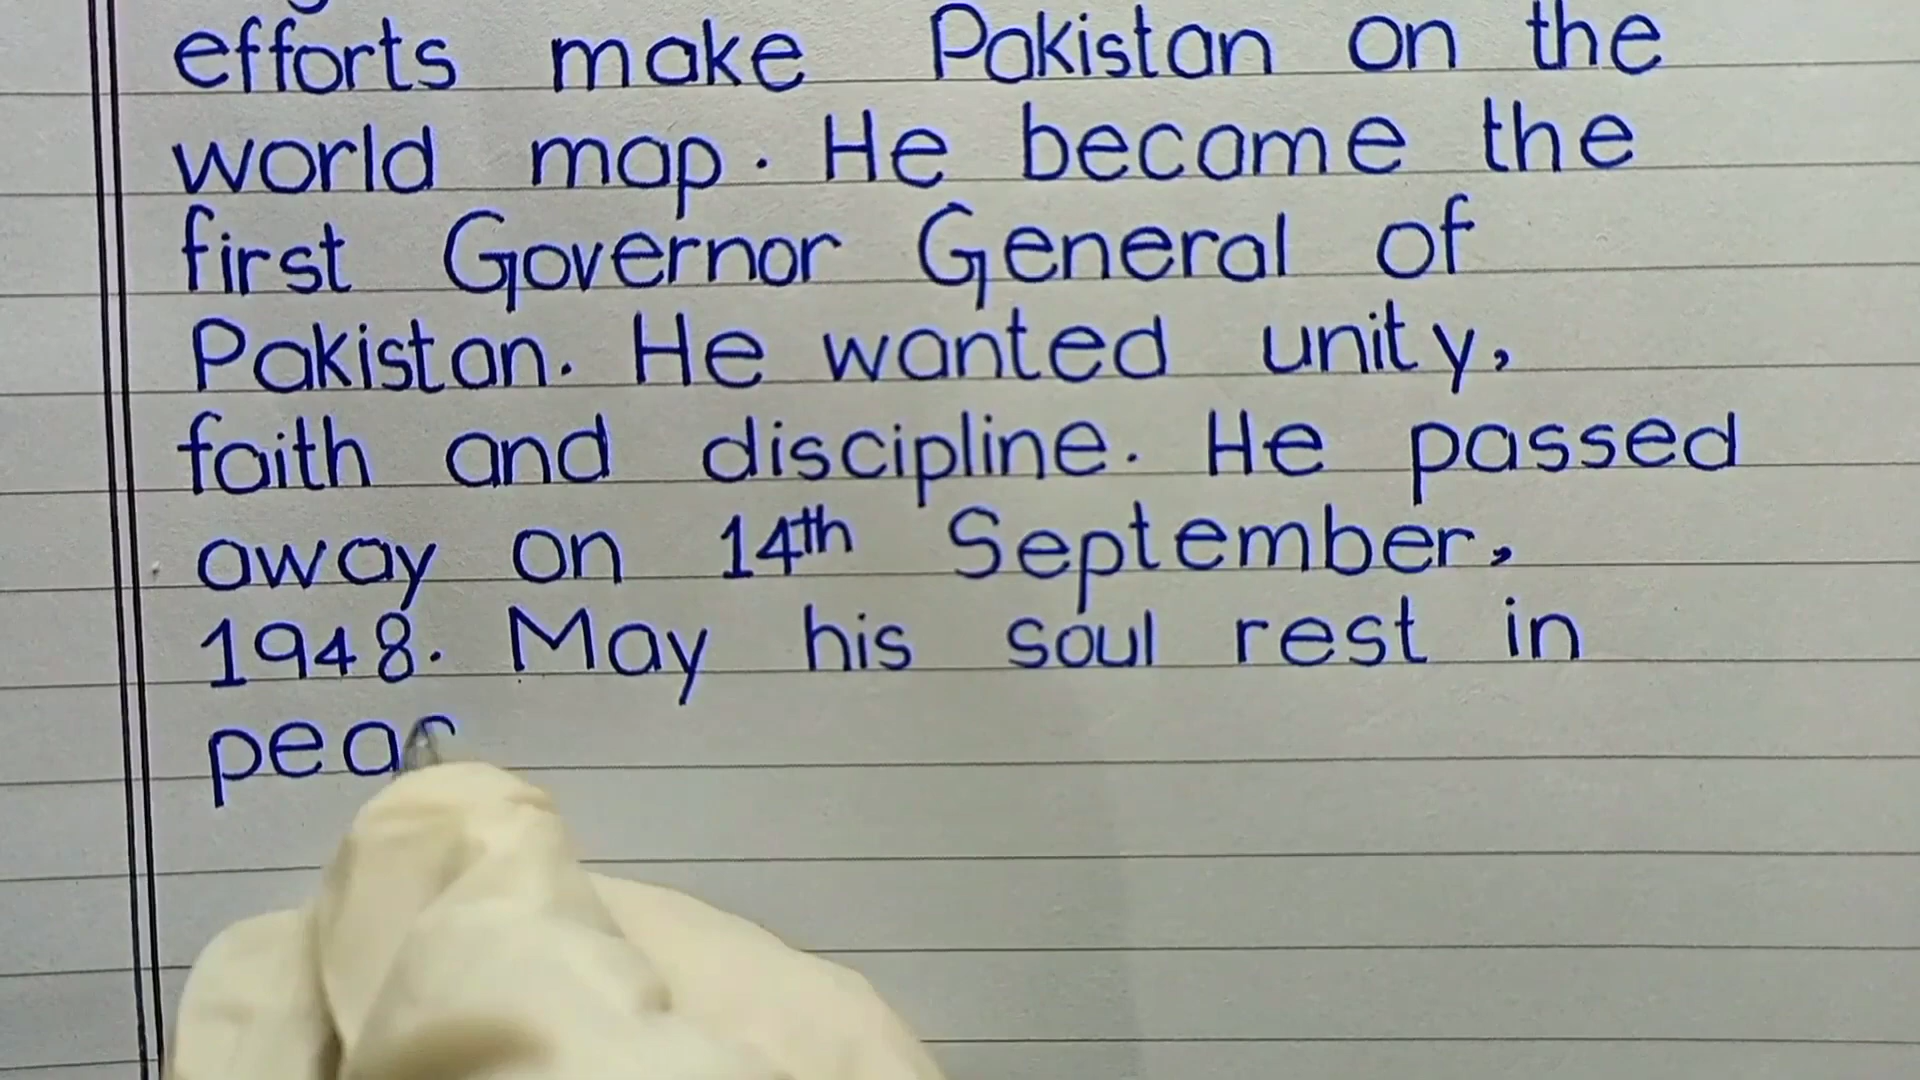 efforts make Pakistan on the
world map. He became the
first Governor General of
Pakistan. He wanted unity,
faith and discipline. He passed
away on 14th September,
1948. May his soul rest in
peac